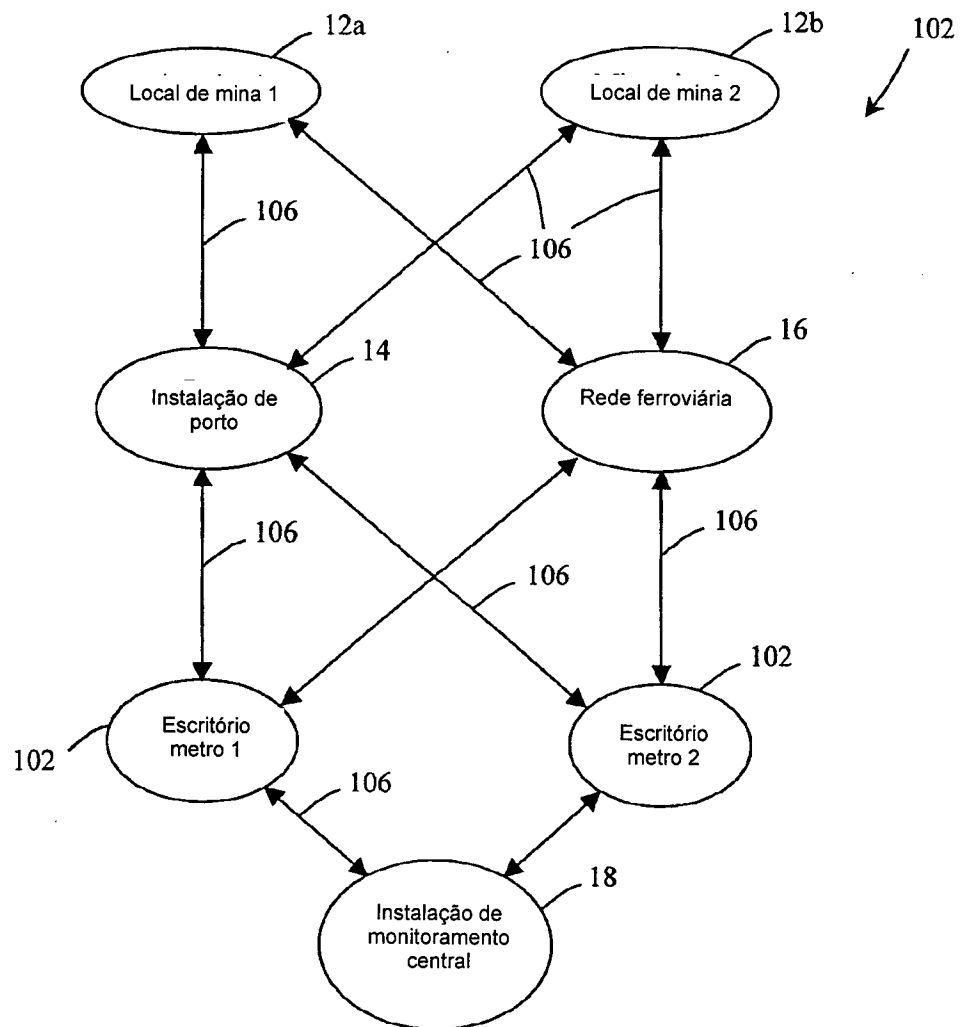 12a
12b
102
Local de mina 1
Local de mina 2
106
106
106
14
16
Instalação de
porto
Rede ferroviária
106
106
106
102
Escritório
metro 1
Escritório
metro 2
102
106
18
Instalação de
monitoramento
central